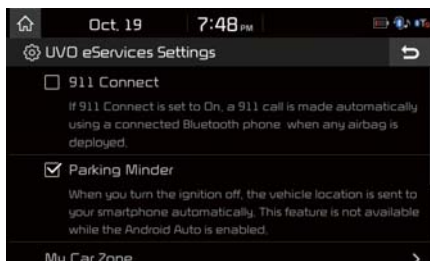 Oct. 19 7:48 PM
UVO eServices Settings
911 Connect
If 911 Connect is set to On, a 911 call is made automatically
using a connected Bluetooth phone when any airbag is
deployed.
Parking Minder
When you turn the ignition off, the vehicle location is sent to
your smartphone automatically. This feature is not available
while the Android Auto is enabled.
My Car Zone